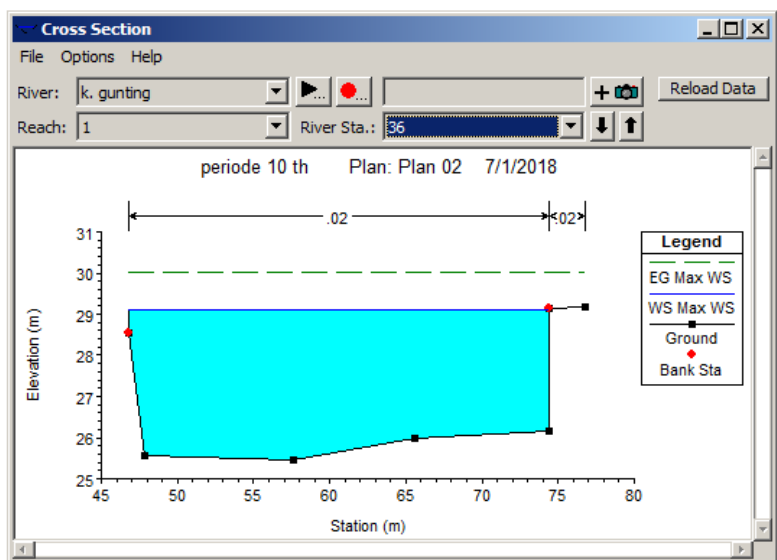 Cross Section
File Options Help
River: k. gunting Reload Data
Reach: 1 River Sta.: 36
periode 10 th Plan: Plan 02 7/1/2018
.02 .02
31
30
29
28
27
26
25
Elevation (m)
45 50 55 60 65 70 75 80
Station (m)
Legend
EG Max WS
WS Max WS
Ground
Bank Sta